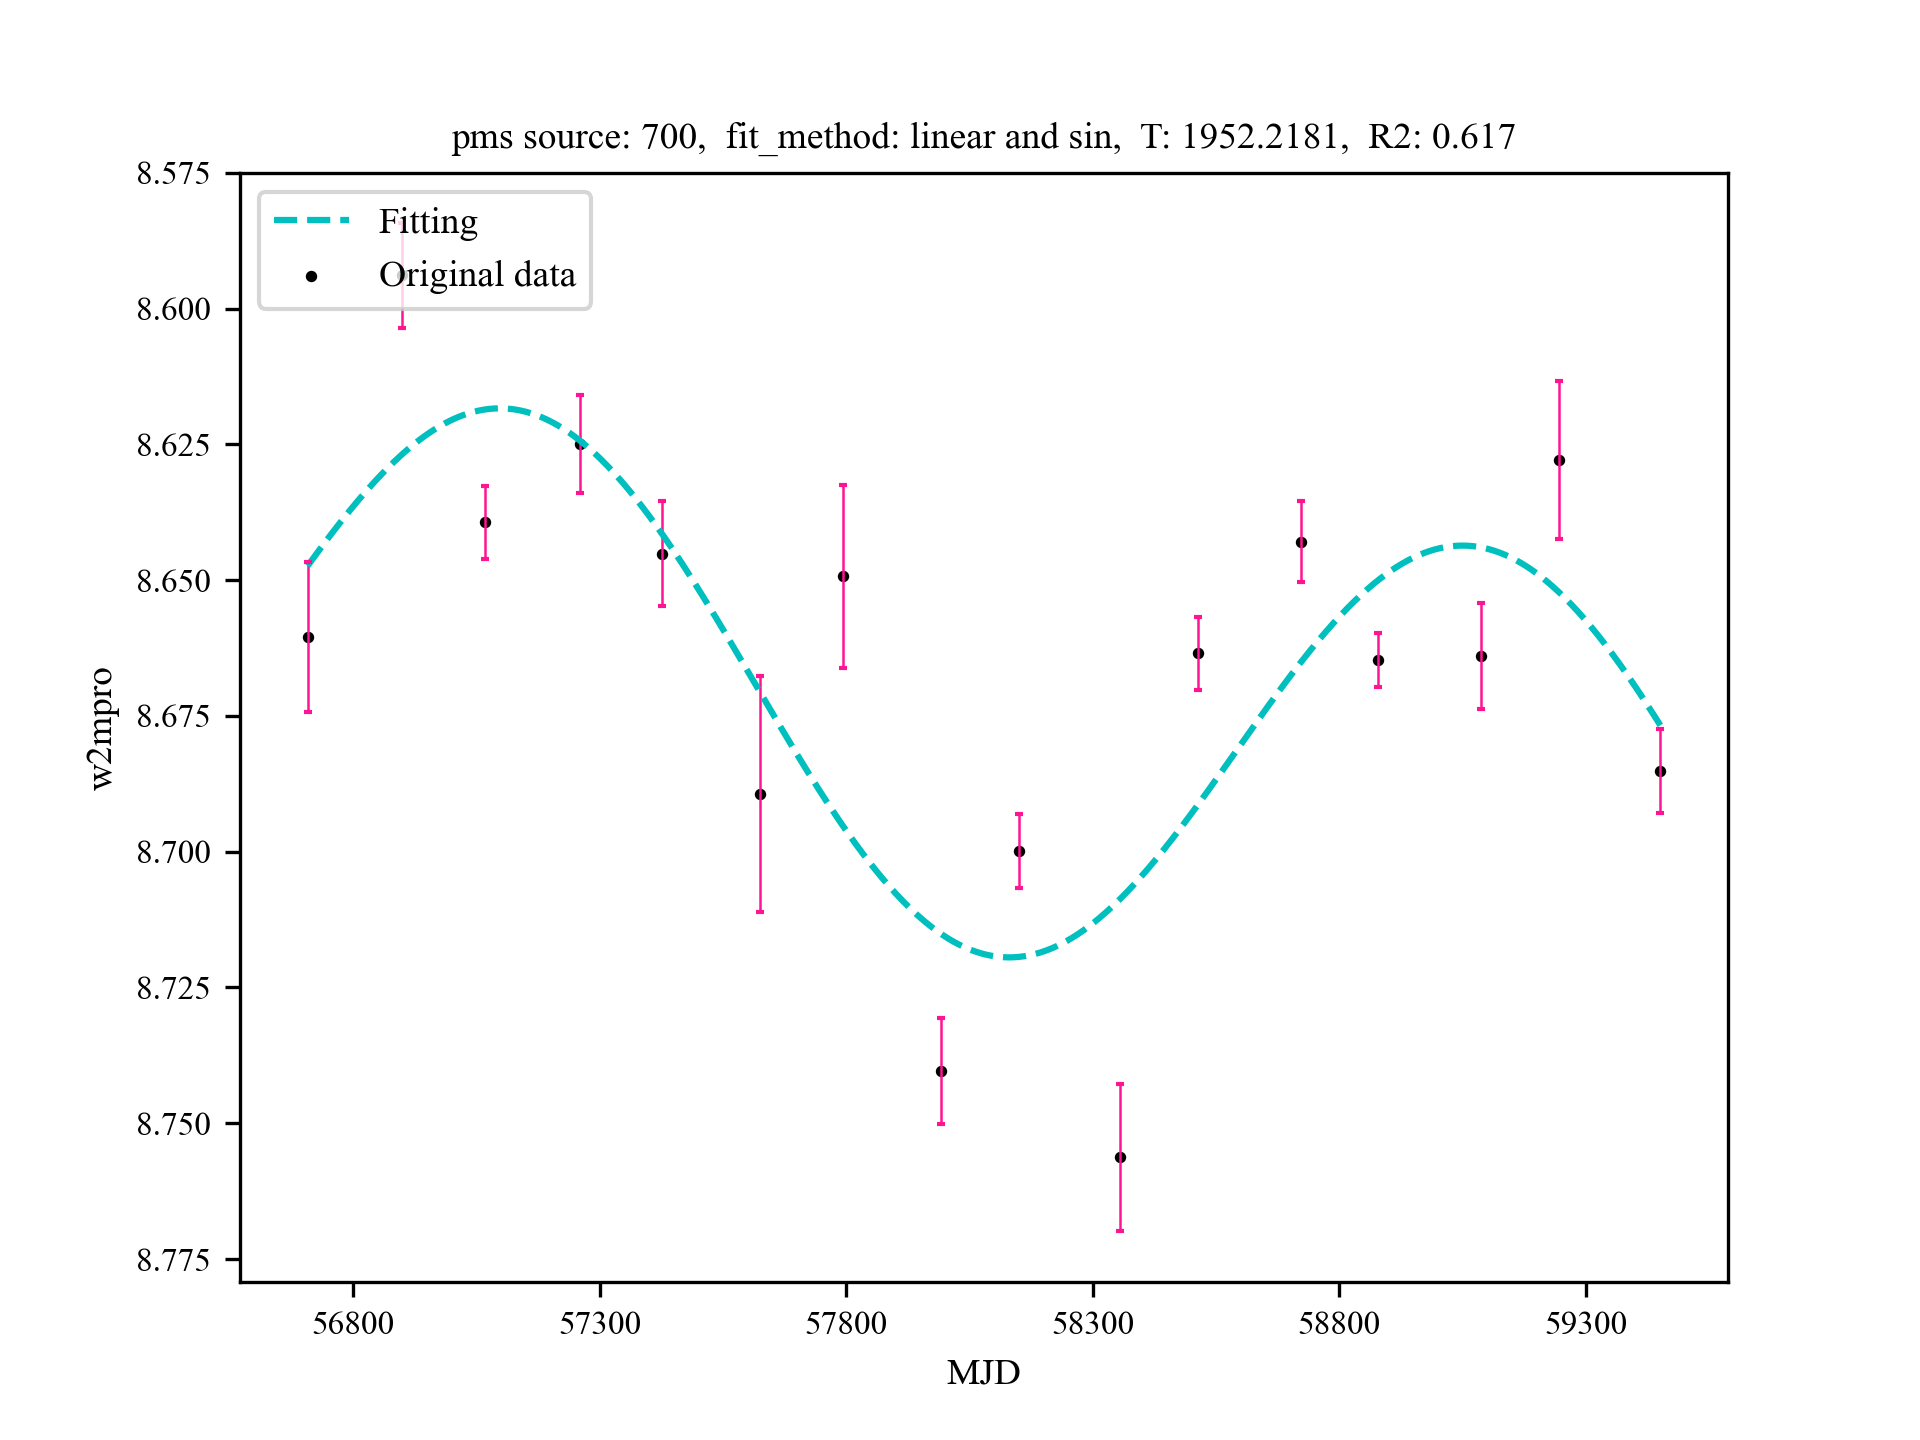 pms source: 700, fit_method: linear and sin, T: 1952.2181, R2: 0.617
8.575
Fitting
Original data
8.600
8.625
8.650
8.675
8.700
8.725
8.750
8.775
w2mpro
56800 57300 57800 58300 58800 59300
MJD